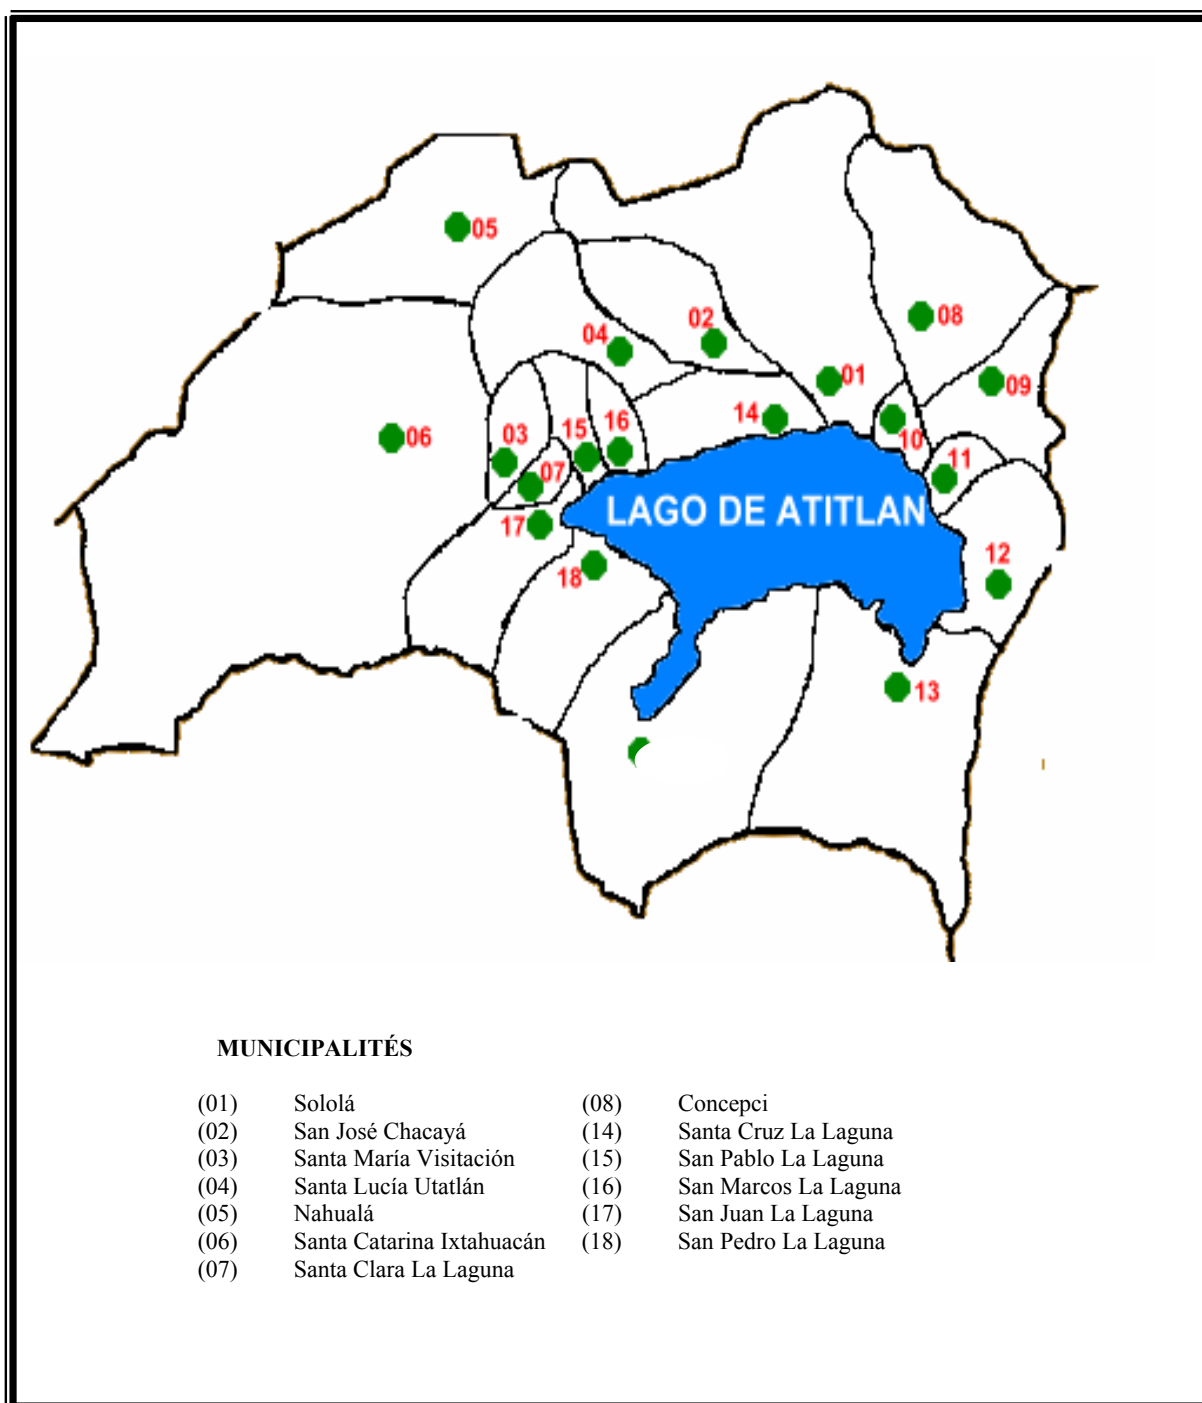 05
04
02
08
01
09
06
03
15
16
14
10
07
11
17
LAGO DE ATITLAN
18
12
13
MUNICIPALITÉS
(01) Sololá (08) Concepci
(02) San José Chacayá (14) Santa Cruz La Laguna
(03) Santa María Visitación (15) San Pablo La Laguna
(04) Santa Lucía Utatlán (16) San Marcos La Laguna
(05) Nahualá (17) San Juan La Laguna
(06) Santa Catarina Ixtahuacán (18) San Pedro La Laguna
(07) Santa Clara La Laguna